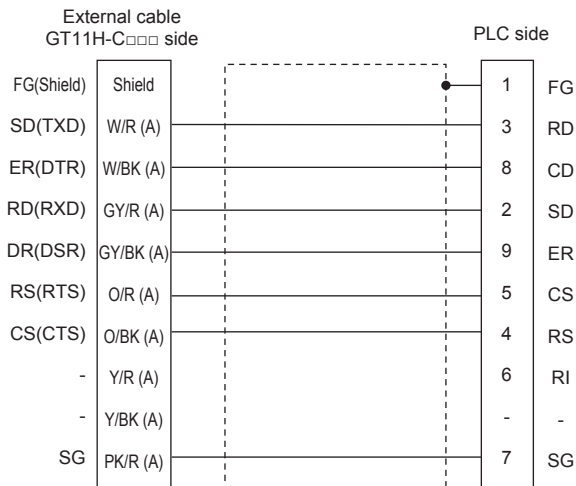 External cable
GT11H-C□□□ side
PLC side
FG(Shield) Shield 1 FG
SD(TXD) W/R (A) 3 RD
ER(DTR) W/BK (A) 8 CD
RD(RXD) GY/R (A) 2 SD
DR(DSR) GY/BK (A) 9 ER
RS(RTS) O/R (A) 5 CS
CS(CTS) O/BK (A) 4 RS
- Y/R (A) 6 RI
- Y/BK (A) - -
SG PK/R (A) 7 SG